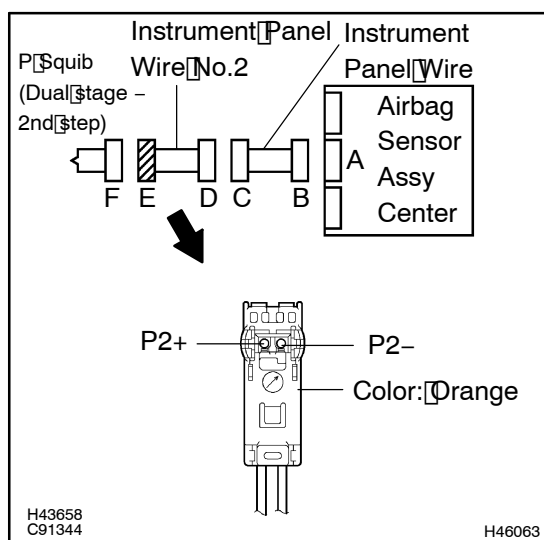 Instrument Panel
Wire No.2
Instrument
Panel Wire
P Squib
(Dual stage –
2nd step)
Airbag
Sensor
Assy
Center
F E D C B A
P2+
P2–
Color: Orange
H43658
C91344
H46063